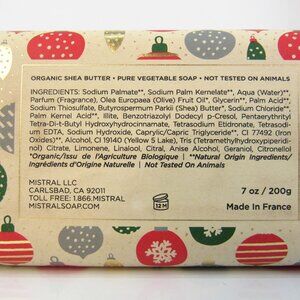 ORGANIC SHEA BUTTER • PURE VEGETABLE SOAP • NOT TESTED ON ANIMALS
INGREDIENTS: Sodium Palmate**, Sodium Palm Kernelate**, Aqua (Water)**,
Parfum (Fragrance), Olea Europaea (Olive) Fruit Oil**, Glycerin**, Palm Acid**,
Sodium Thiosulfate, Butyrospermum Parkii (Shea) Butter*, Sodium Chloride**,
Palm Kernel Acid**, Illite, Benzotriazolyl Dodecyl p-Cresol, Pentaerythrityl
Tetra-Di-t-Butyl Hydroxyhydrocinnamate, Tetrasodium Etidronate, Tetrasod-
ium EDTA, Sodium Hydroxide, Caprylic/Capric Triglyceride**, CI 77492 (Iron
Oxides)**, Alcohol, CI 19140 (Yellow 5 Lake), Tris (Tetramethylhydroxypiperidi-
nol) Citrate, Limonene, Linalool, Citral, Anise Alcohol, Geraniol, Citronellol
*Organic/Issu de l'Agriculture Biologique | **Natural Origin Ingredients/
Ingrédients d'Origine Naturelle | Not Tested On Animals
MISTRAL LLC
CARLSBAD, CA 92011
TOLL FREE: 1.866.MISTRAL
MISTRALSOAP.COM
12 M
7 oz / 200g
Made In France